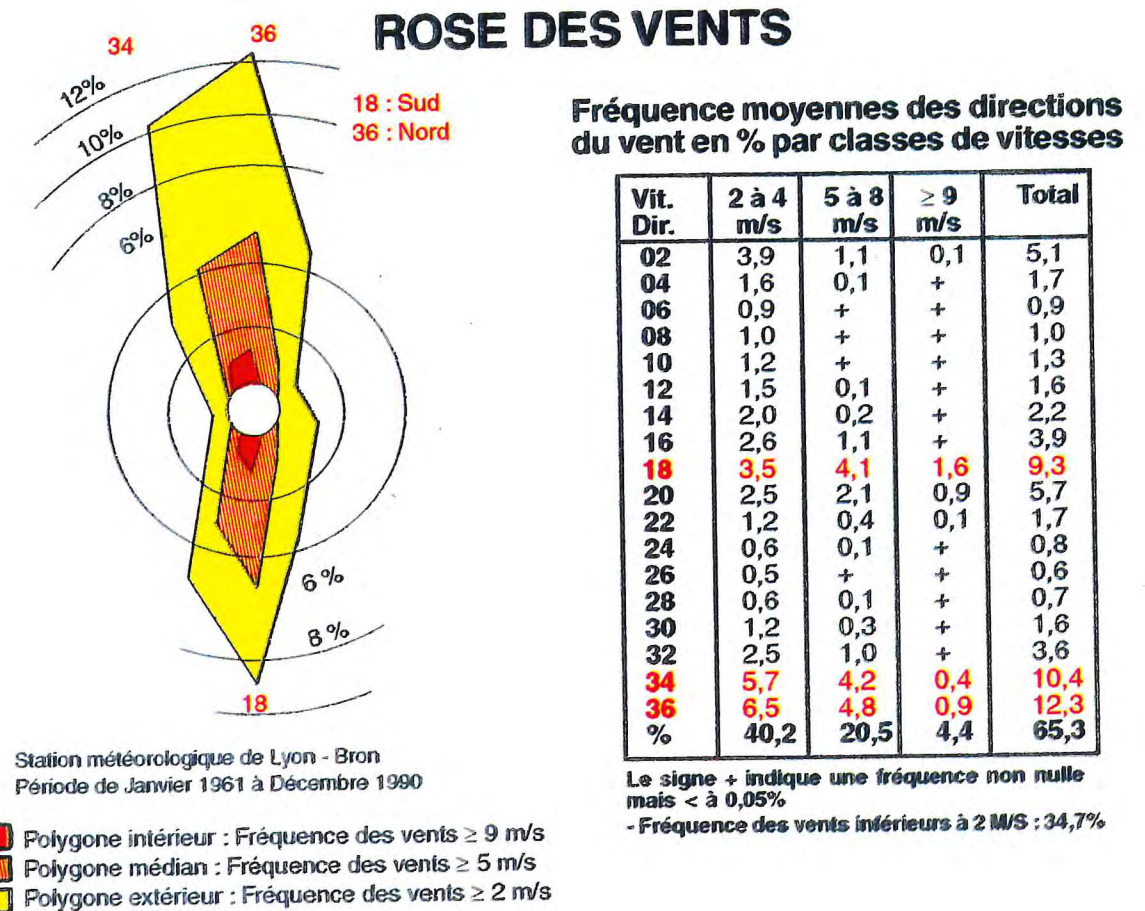 ROSE DES VENTS
34
36
12%
10%
8%
6%
18 : Sud
36 : Nord
6 %
8 %
18
Station météorologique de Lyon - Bron
Période de Janvier 1961 à Décembre 1990
Polygone intérieur : Fréquence des vents ≥ 9 m/s
Polygone médian : Fréquence des vents ≥ 5 m/s
Polygone extérieur : Fréquence des vents ≥ 2 m/s
Fréquence moyennes des directions
du vent en % par classes de vitesses
Vit. 2 à 4 5 à 8 ≥ 9 Total
Dir. m/s m/s m/s
02 3,9 1,1 0,1 5,1
04 1,6 0,1 + 1,7
06 0,9 + + 0,9
08 1,0 + + 1,0
10 1,2 + + 1,3
12 1,5 0,1 + 1,6
14 2,0 0,2 + 2,2
16 2,6 1,1 + 3,9
18 3,5 4,1 1,6 9,3
20 2,5 2,1 0,9 5,7
22 1,2 0,4 0,1 1,7
24 0,6 0,1 + 0,8
26 0,5 + + 0,6
28 0,6 0,1 + 0,7
30 1,2 0,3 + 1,6
32 2,5 1,0 + 3,6
34 5,7 4,2 0,4 10,4
36 6,5 4,8 0,9 12,3
% 40,2 20,5 4,4 65,3
Le signe + indique une fréquence non nulle
mais < à 0,05%
- Fréquence des vents inférieurs à 2 M/S : 34,7%